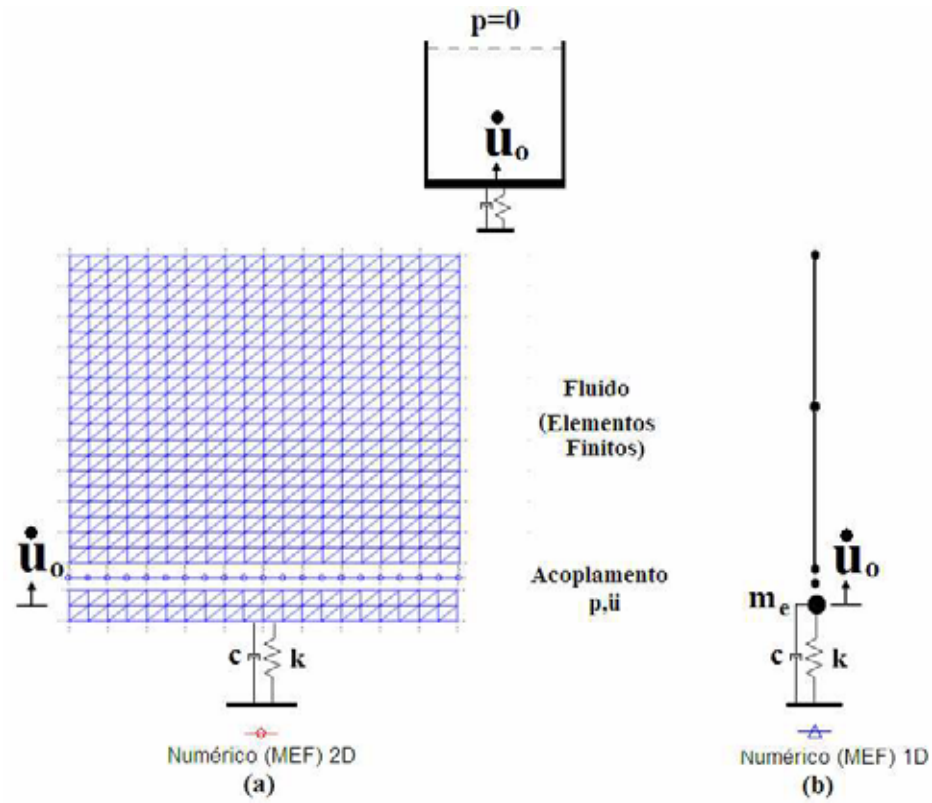 p=0
u̇o
Fluido
(Elementos
Finitos)
u̇o
Acoplamento
p,ü
u̇o
me
c
k
c
k
Numérico (MEF) 2D
(a)
Numérico (MEF) 1D
(b)